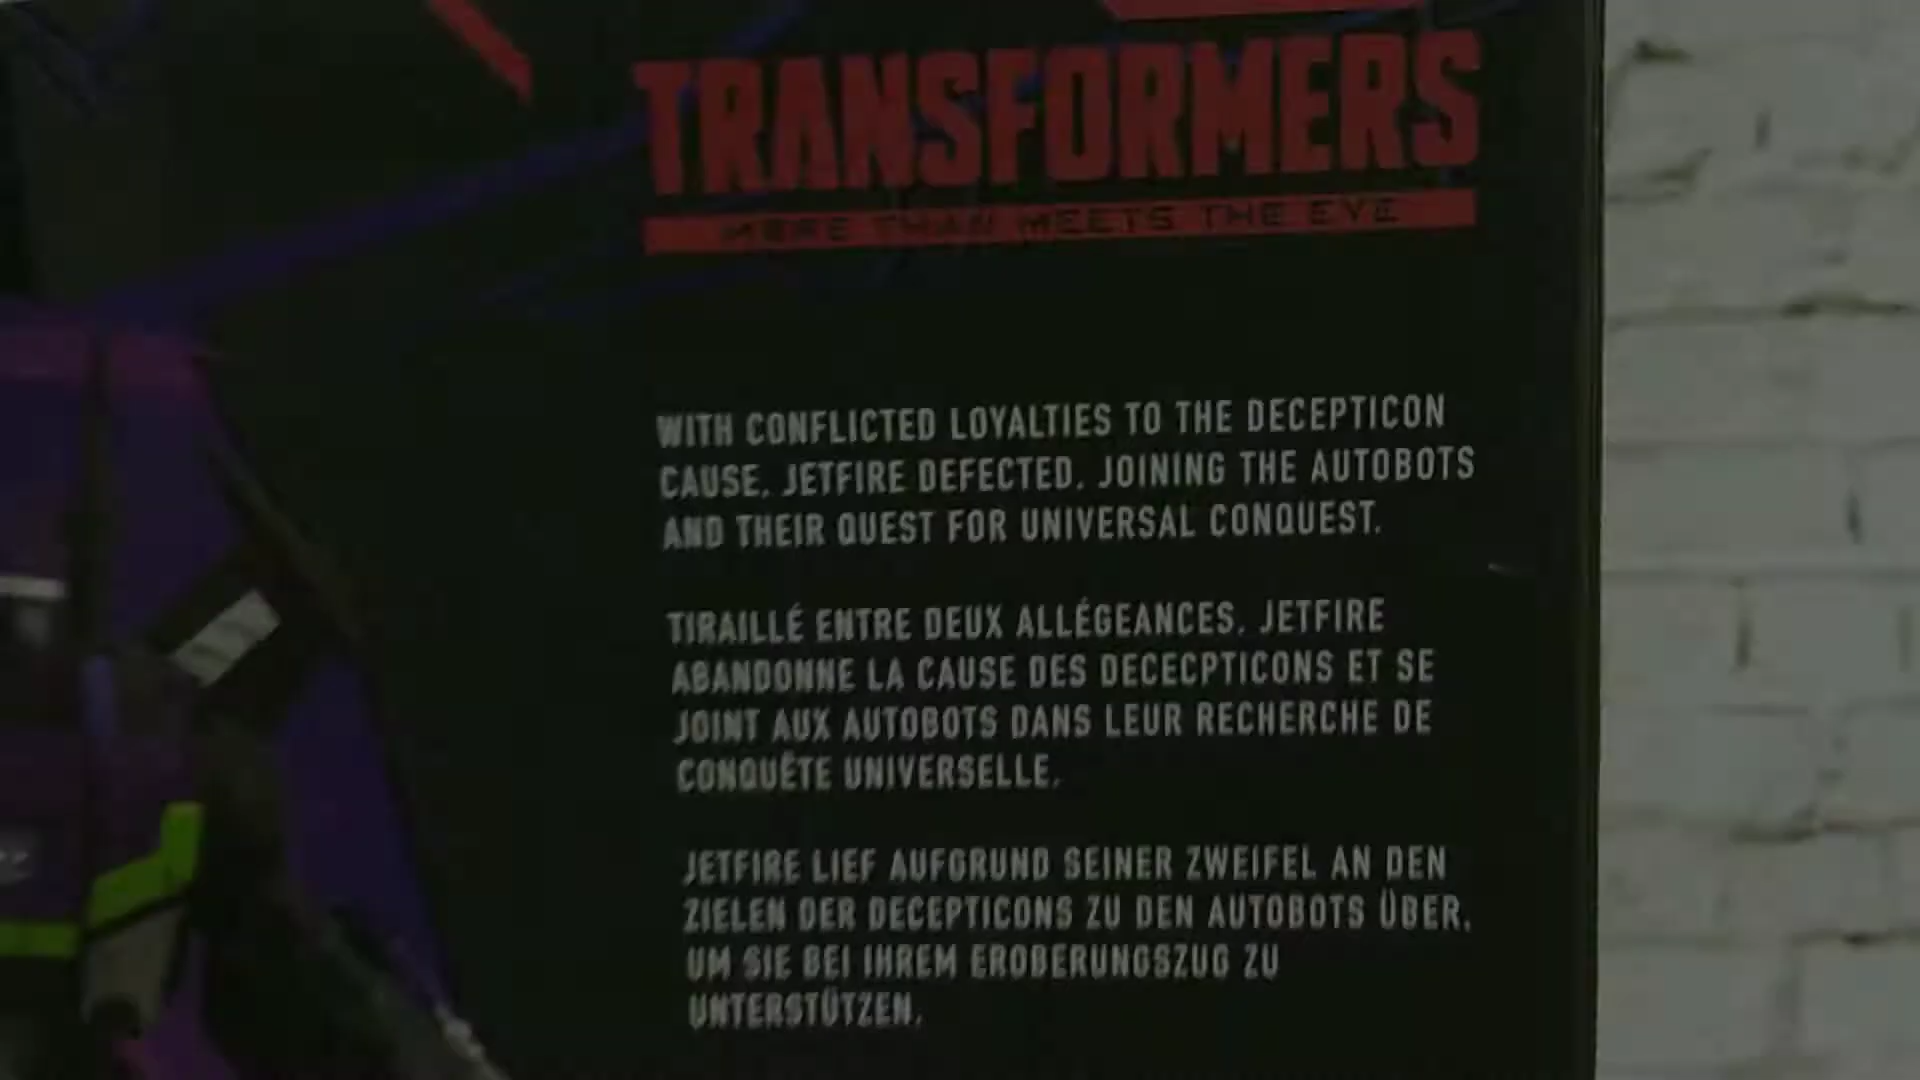 TRANSFORMERS
MORE THAN MEETS THE EYE
WITH CONFLICTED LOYALTIES TO THE DECEPTICON
CAUSE, JETFIRE DEFECTED, JOINING THE AUTOBOTS
AND THEIR QUEST FOR UNIVERSAL CONQUEST.
TIRAILLÉ ENTRE DEUX ALLÉGEANCES, JETFIRE
ABANDONNE LA CAUSE DES DECECPTICONS ET SE
JOINT AUX AUTOBOTS DANS LEUR RECHERCHE DE
CONQUÊTE UNIVERSELLE.
JETFIRE LIEF AUFGRUND SEINER ZWEIFEL AN DEN
ZIELEN DER DECEPTICONS ZU DEN AUTOBOTS ÜBER,
UM SIE BEI IHREM EROBERUNGSZUG ZU
UNTERSTÜTZEN.